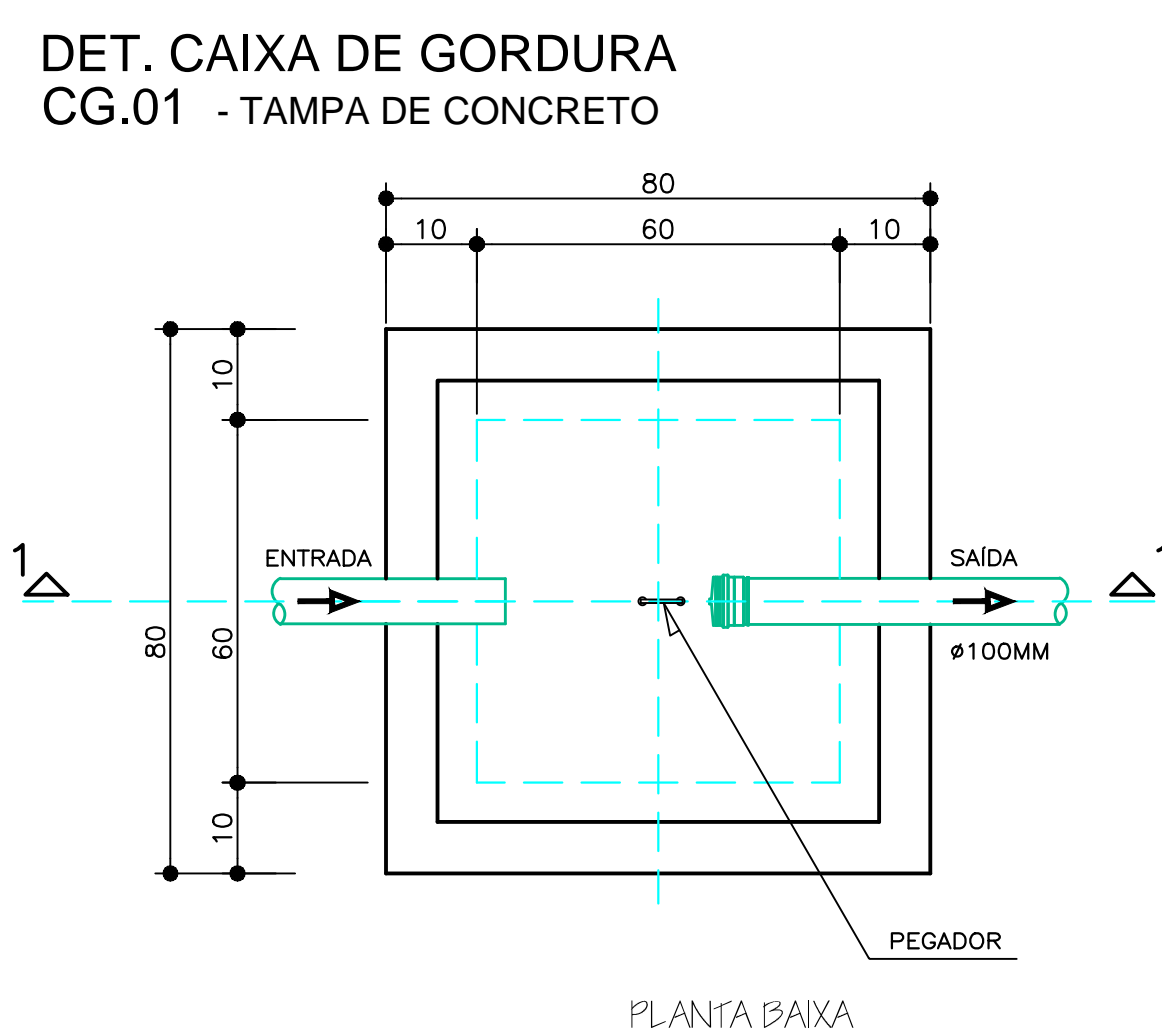 DET. CAIXA DE GORDURA
CG.01 - TAMPA DE CONCRETO
80
10 60 10
10
1
ENTRADA
SAÍDA
1
80
60
ø100MM
10
PEGADOR
PLANTA BAIXA